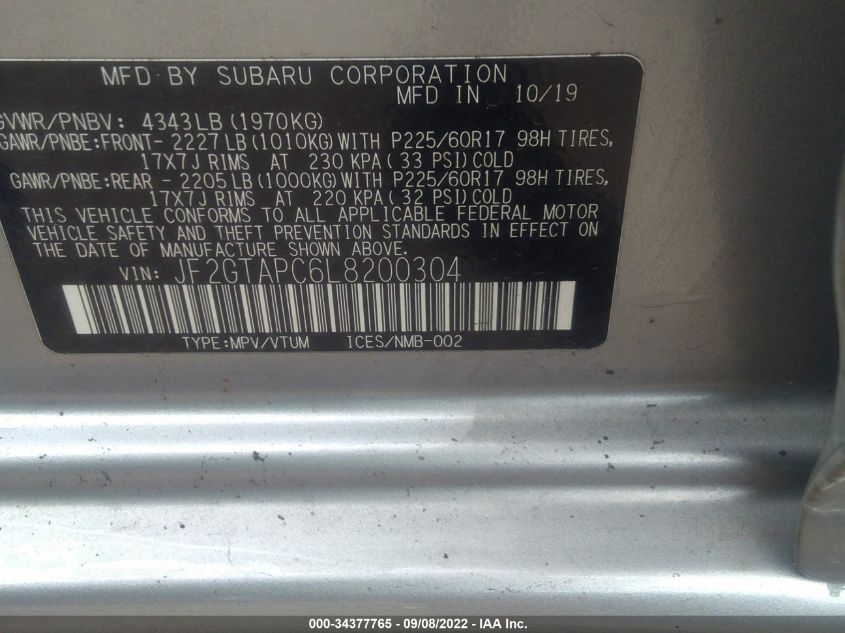 MFD BY SUBARU CORPORATION
MFD IN 10/19
GVWR/PNBV: 4343LB (1970KG)
GAWR/PNBE:FRONT- 2227 LB (1010KG)WITH P225/60R17 98H TIRES,
17X7J RIMS AT 230 KPA( 33 PSI)COLD
GAWR/PNBE:REAR - 2205 LB(1000KG)WITH P225/60R17 98H TIRES,
17X7J RIMS AT 220 KPA( 32 PSI)COLD
THIS VEHICLE CONFORMS TO ALL APPLICABLE FEDERAL MOTOR
VEHICLE SAFETY AND THEFT PREVENTION STANDARDS IN EFFECT ON
THE DATE OF MANUFACTURE SHOWN ABOVE.
VIN: JF2GTAPC6L8200304
TYPE:MPV/VTUM ICES/NMB-002
000-34377765 - 09/08/2022 - IAA Inc.